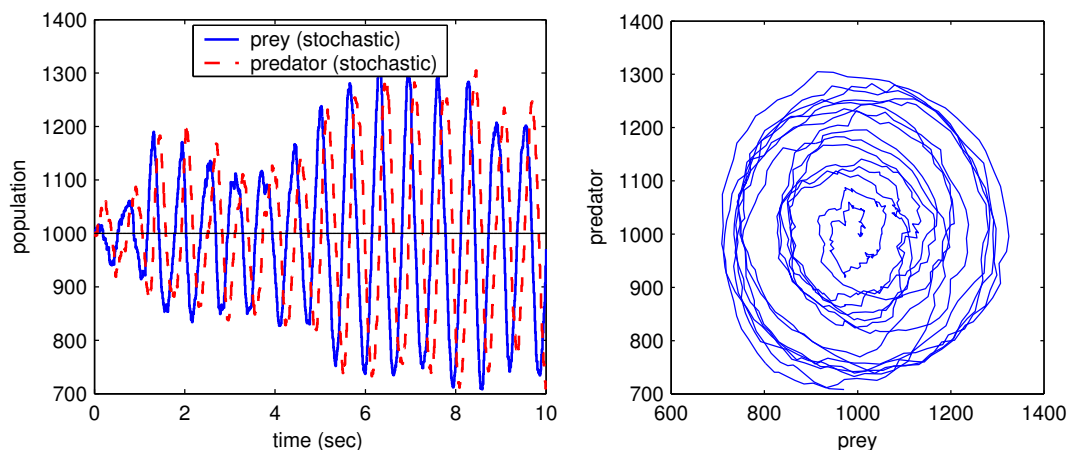 1400
1300
1200
1100
1000
900
800
700
population
0 2 4 6 8 10
time (sec)
prey (stochastic)
predator (stochastic)
1400
1300
1200
1100
1000
900
800
700
predator
600 800 1000 1200 1400
prey